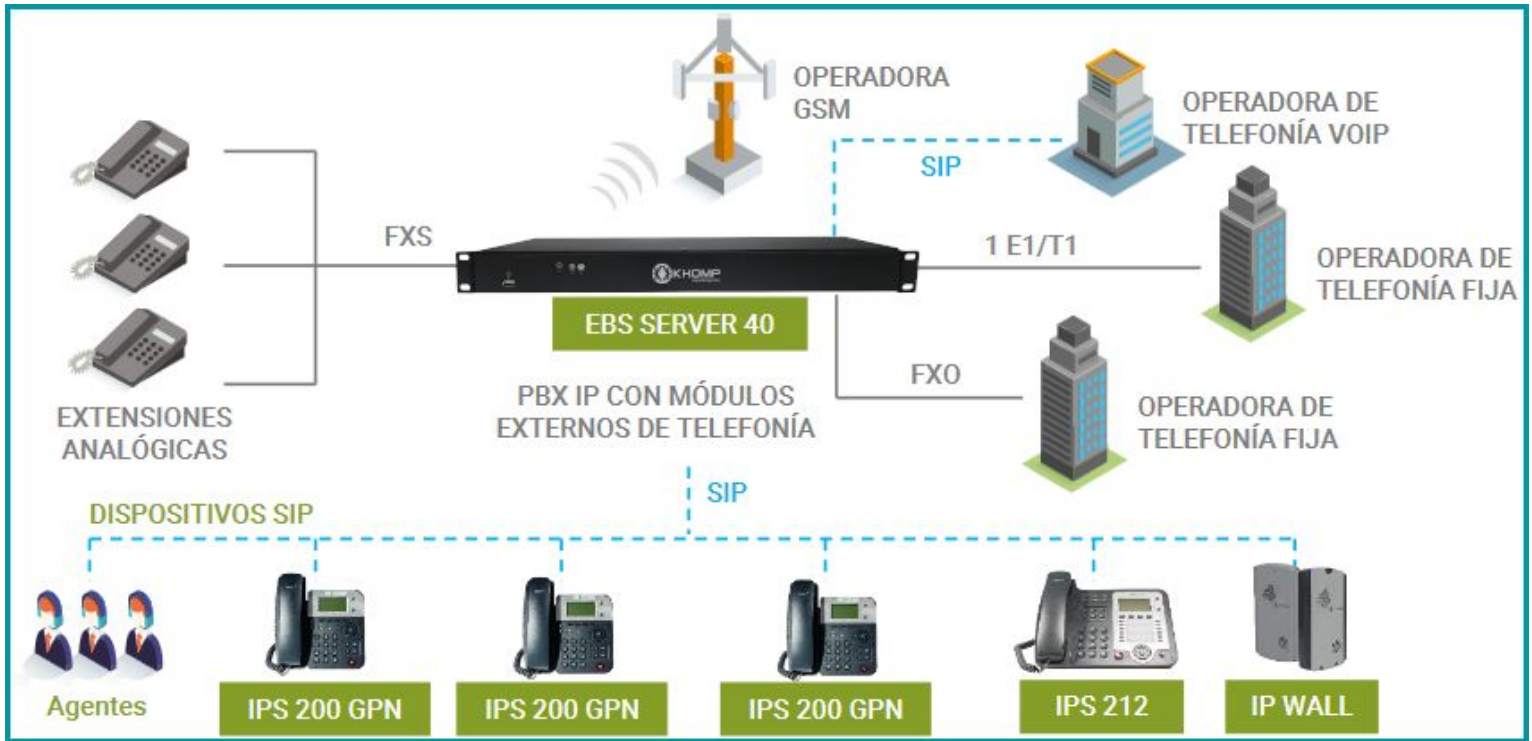 OPERADORA
GSM
OPERADORA DE
TELEFONÍA VOIP
SIP
FXS
1 E1/T1
OPERADORA DE
TELEFONÍA FIJA
KHOMP
EBS SERVER 40
FXO
PBX IP CON MÓDULOS
EXTERNOS DE TELEFONÍA
OPERADORA DE
TELEFONÍA FIJA
EXTENSIONES
ANALÓGICAS
SIP
DISPOSITIVOS SIP
Agentes
IPS 200 GPN
IPS 200 GPN
IPS 200 GPN
IPS 212
IP WALL